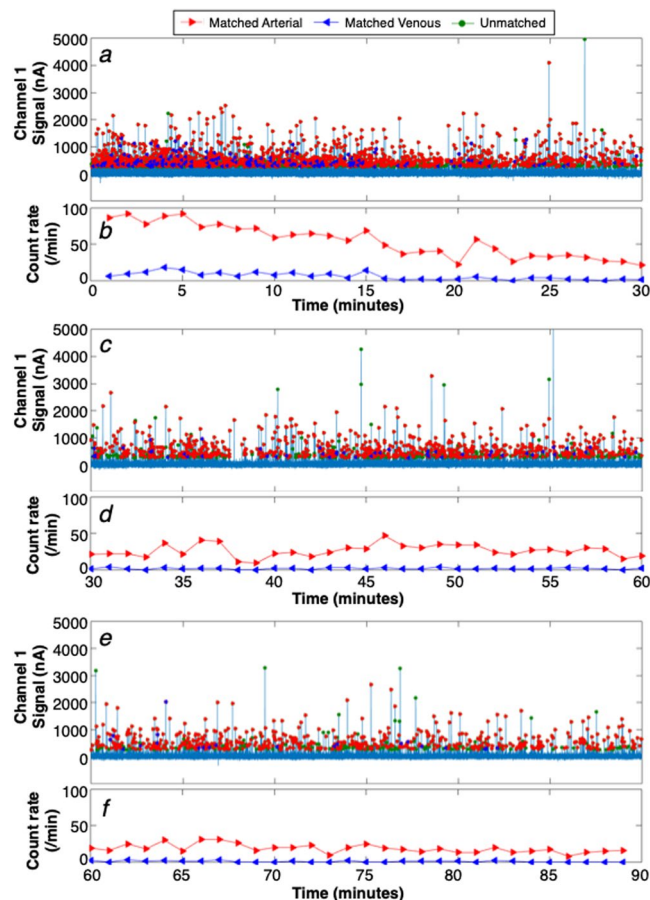 Matched Arterial Matched Venous Unmatched
a
Channel 1
Signal (nA)
5000
4000
3000
2000
1000
0
b
Count rate
(/min)
100
50
0
0 5 10 15 20 25 30
Time (minutes)
c
Channel 1
Signal (nA)
5000
4000
3000
2000
1000
0
d
Count rate
(/min)
100
50
0
30 35 40 45 50 55 60
Time (minutes)
e
Channel 1
Signal (nA)
5000
4000
3000
2000
1000
0
f
Count rate
(/min)
100
50
0
60 65 70 75 80 85 90
Time (minutes)